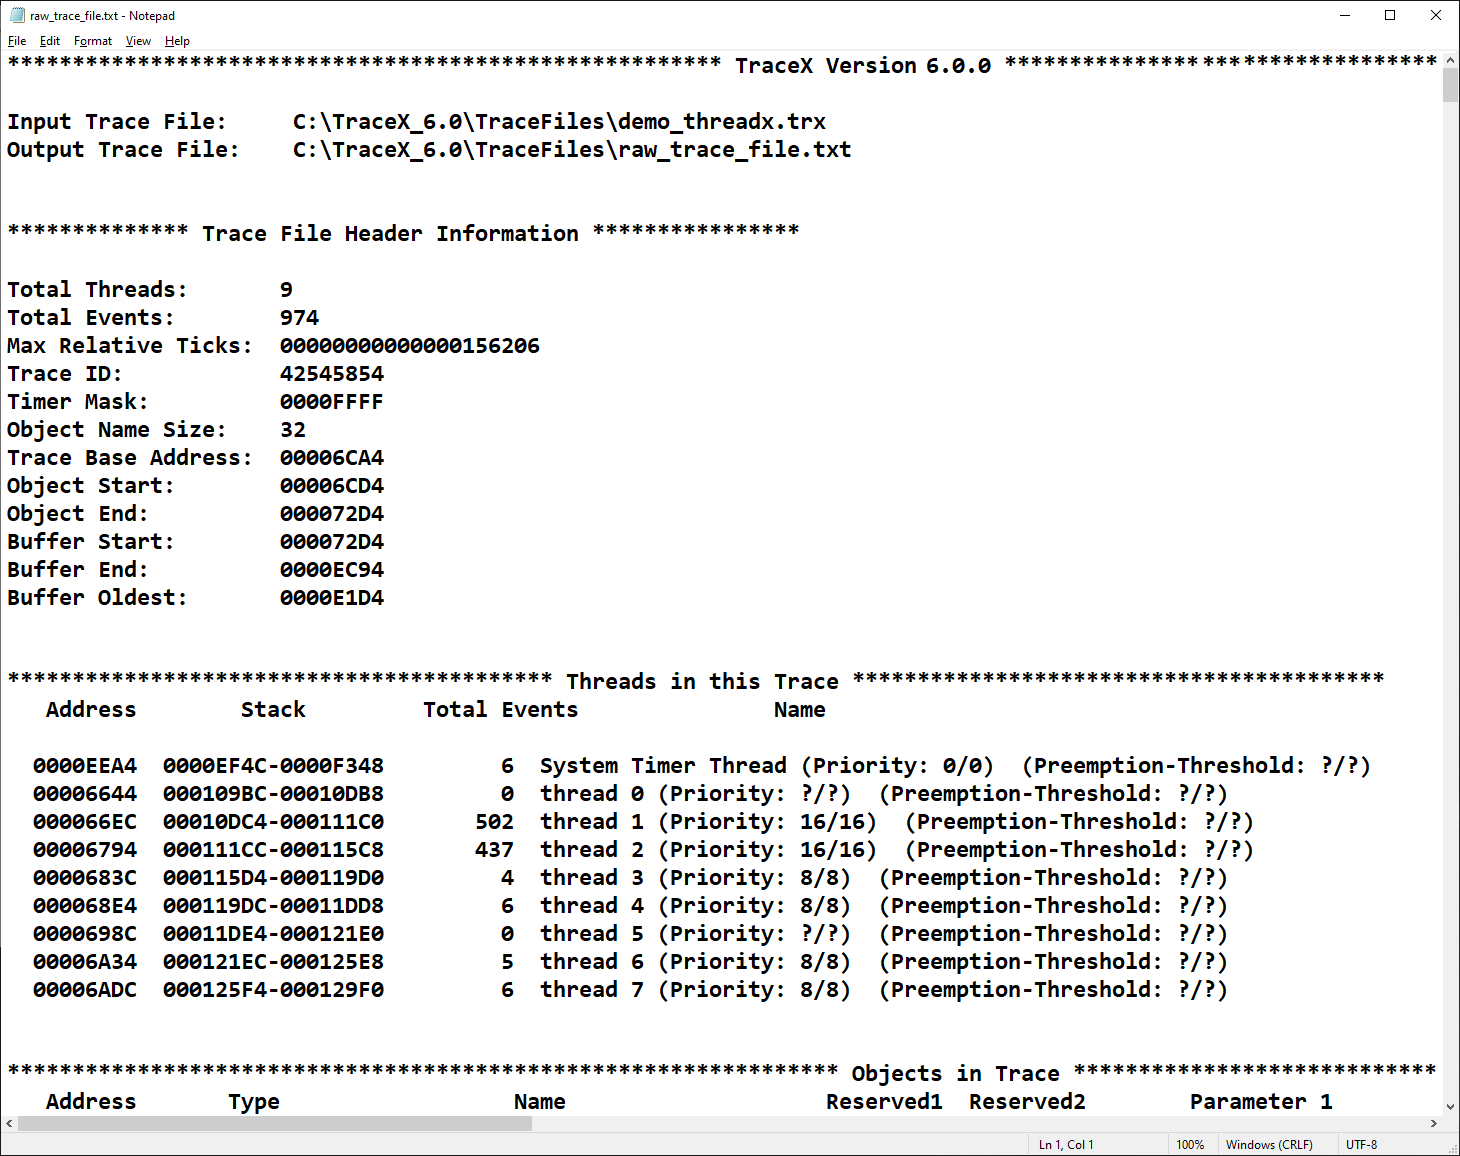 raw_trace_file.txt - Notepad
File Edit Format View Help
******************************************************* TraceX Version 6.0.0 *********************************
Input Trace File:     C:\TraceX_6.0\TraceFiles\demo_threadx.trx
Output Trace File:    C:\TraceX_6.0\TraceFiles\raw_trace_file.txt
************** Trace File Header Information ****************
Total Threads:       9
Total Events:        974
Max Relative Ticks:  00000000000000156206
Trace ID:            42545854
Timer Mask:          0000FFFF
Object Name Size:    32
Trace Base Address:  00006CA4
Object Start:        00006CD4
Object End:          000072D4
Buffer Start:        000072D4
Buffer End:          0000EC94
Buffer Oldest:       0000E1D4
****************************************** Threads in this Trace *****************************************
Address        Stack         Total Events               Name
0000EEA4  0000EF4C-0000F348         6  System Timer Thread (Priority: 0/0)  (Preemption-Threshold: ?/?)
00006644  000109BC-00010DB8         0  thread 0 (Priority: ?/?)  (Preemption-Threshold: ?/?)
000066EC  00010DC4-000111C0       502  thread 1 (Priority: 16/16)  (Preemption-Threshold: ?/?)
00006794  000111CC-000115C8       437  thread 2 (Priority: 16/16)  (Preemption-Threshold: ?/?)
0000683C  000115D4-000119D0         4  thread 3 (Priority: 8/8)  (Preemption-Threshold: ?/?)
000068E4  000119DC-00011DD8         6  thread 4 (Priority: 8/8)  (Preemption-Threshold: ?/?)
0000698C  00011DE4-000121E0         0  thread 5 (Priority: ?/?)  (Preemption-Threshold: ?/?)
00006A34  000121EC-000125E8         5  thread 6 (Priority: 8/8)  (Preemption-Threshold: ?/?)
00006ADC  000125F4-000129F0         6  thread 7 (Priority: 8/8)  (Preemption-Threshold: ?/?)
**************************************************************** Objects in Trace ****************************
Address       Type                  Name                    Reserved1  Reserved2        Parameter 1
Ln 1, Col 1 100% Windows (CRLF) UTF-8